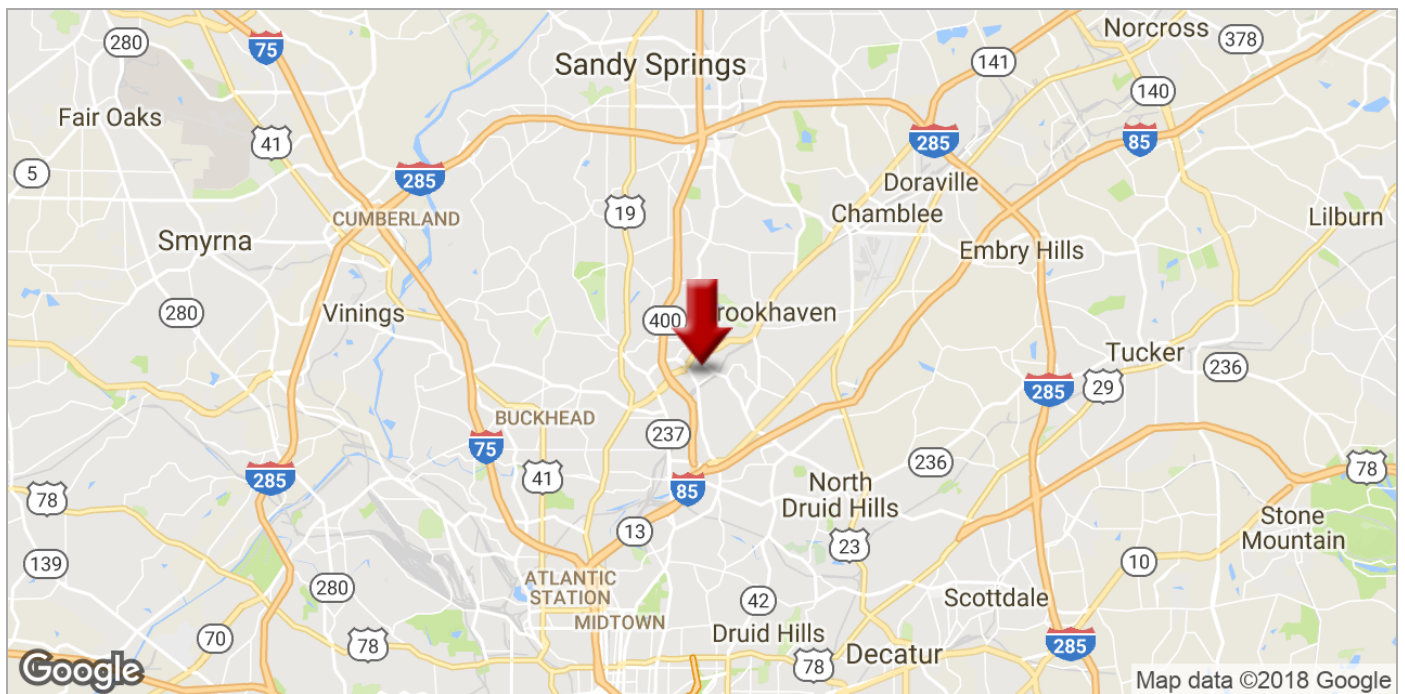 Norcross
280
75
378
141
Sandy Springs
140
Fair Oaks
41
285
85
5
285
Doraville
19
Chamblee
CUMBERLAND
Lilburn
Smyrna
Embry Hills
280
Vinings
400
rookhaven
Tucker
236
285
29
BUCKHEAD
237
75
41
236
78
285
85
North
Druid Hills
78
Stone
Mountain
13
23
139
10
ATLANTIC
STATION
280
42
Scottdale
MIDTOWN
70
78
Druid Hills
285
Decatur
78
Google
Map data ©2018 Google